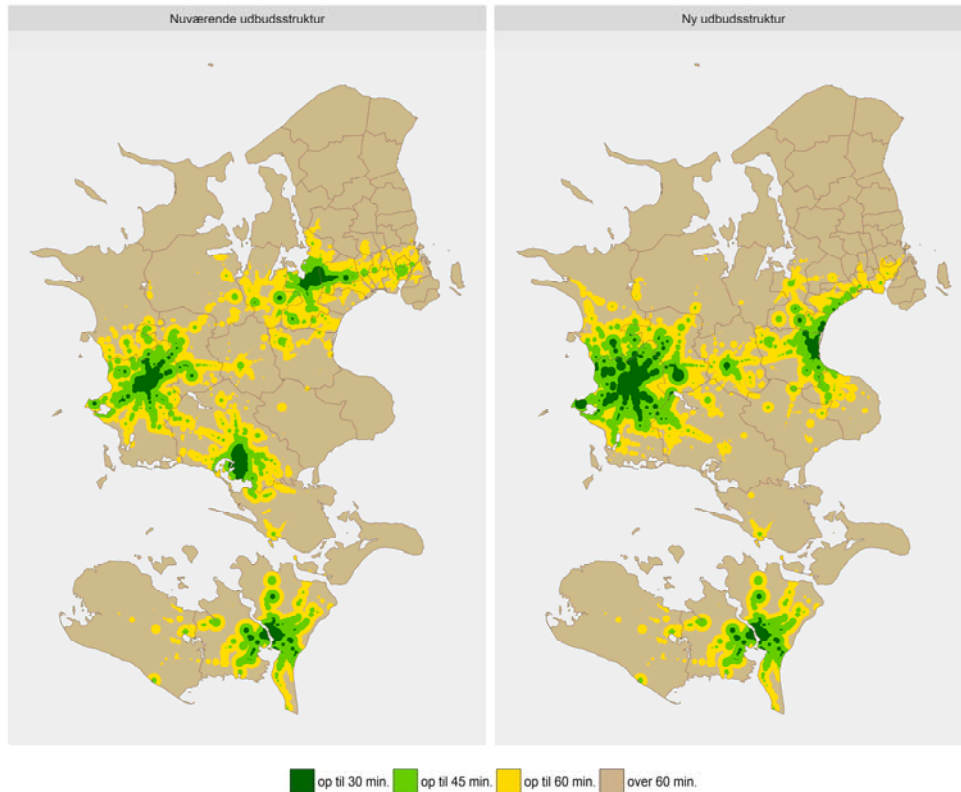 Nuværende udbudsstruktur
Ny udbudsstruktur
op til 30 min. op til 45 min. op til 60 min. over 60 min.